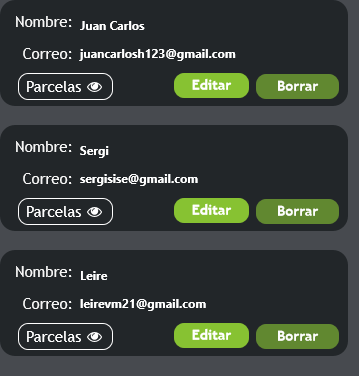 Nombre: Juan Carlos
Correo: juancarlosh123@gmail.com
Parcelas Editar Borrar
Nombre: Sergi
Correo: sergisise@gmail.com
Parcelas Editar Borrar
Nombre: Leire
Correo: leirevm21@gmail.com
Parcelas Editar Borrar